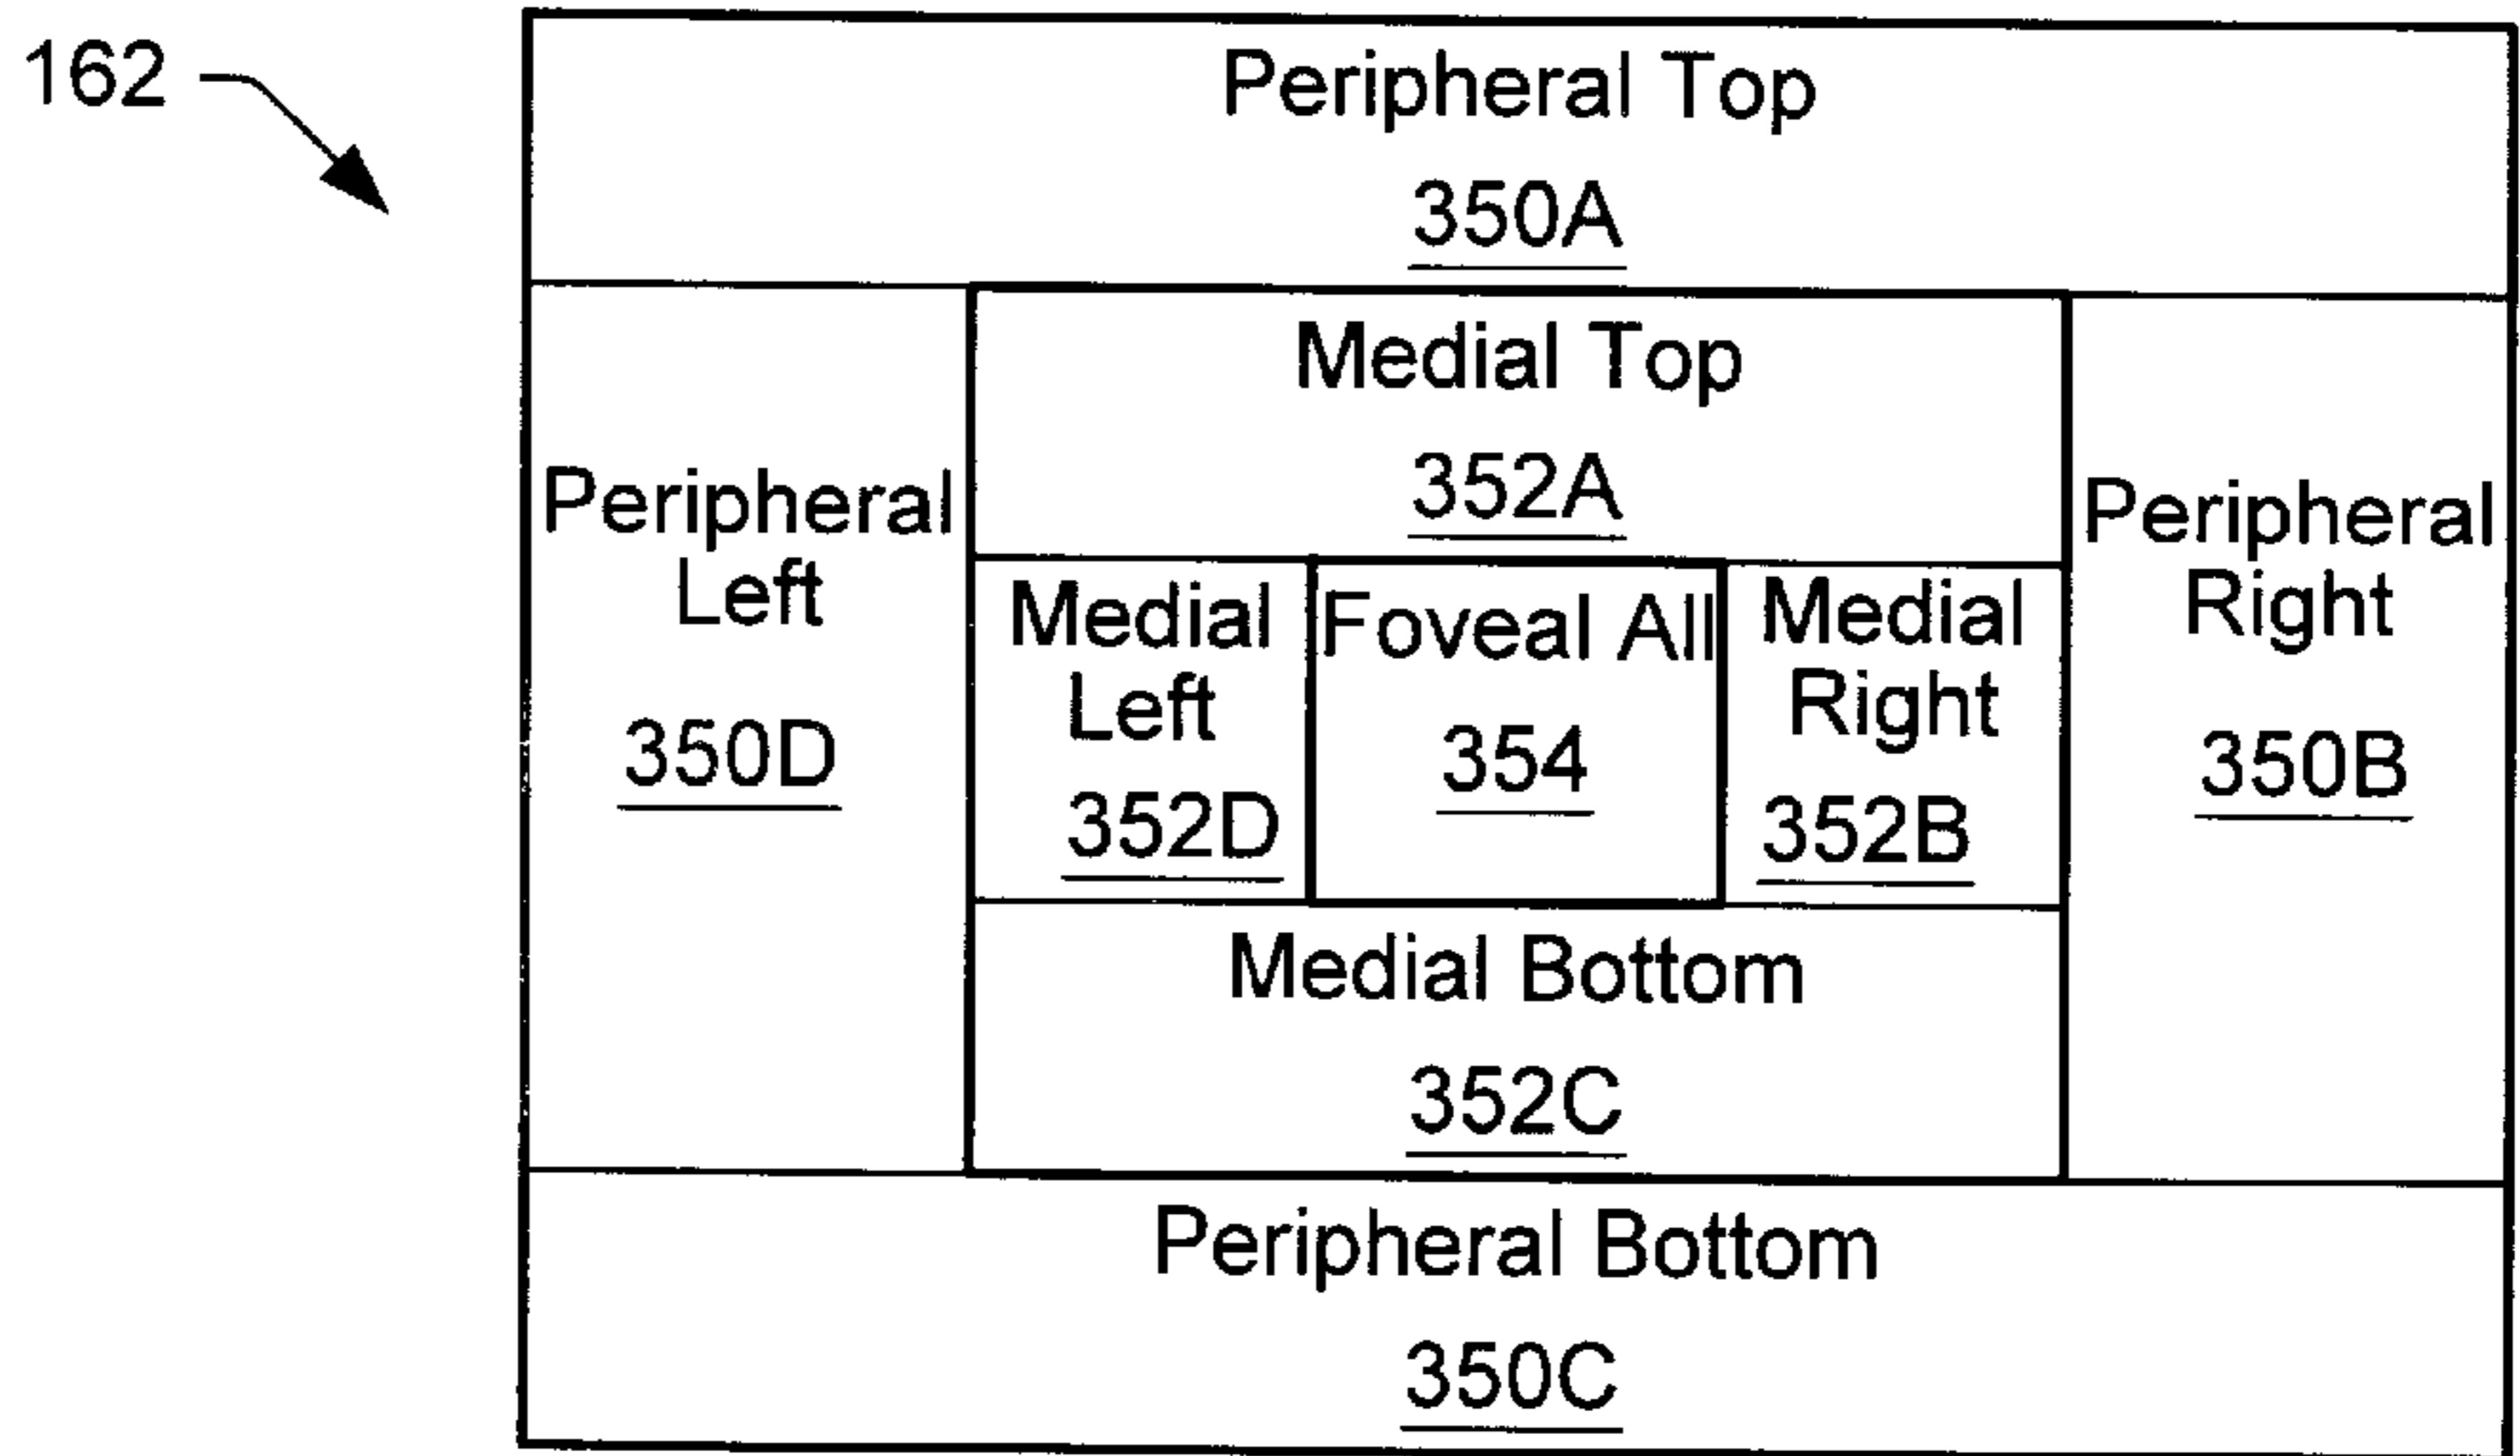 162
Peripheral Top
350A
Peripheral
Left
350D
Medial Top
352A
Medial
Left
352D
Foveal All
354
Medial
Right
352B
Medial Bottom
352C
Peripheral
Right
350B
Peripheral Bottom
350C